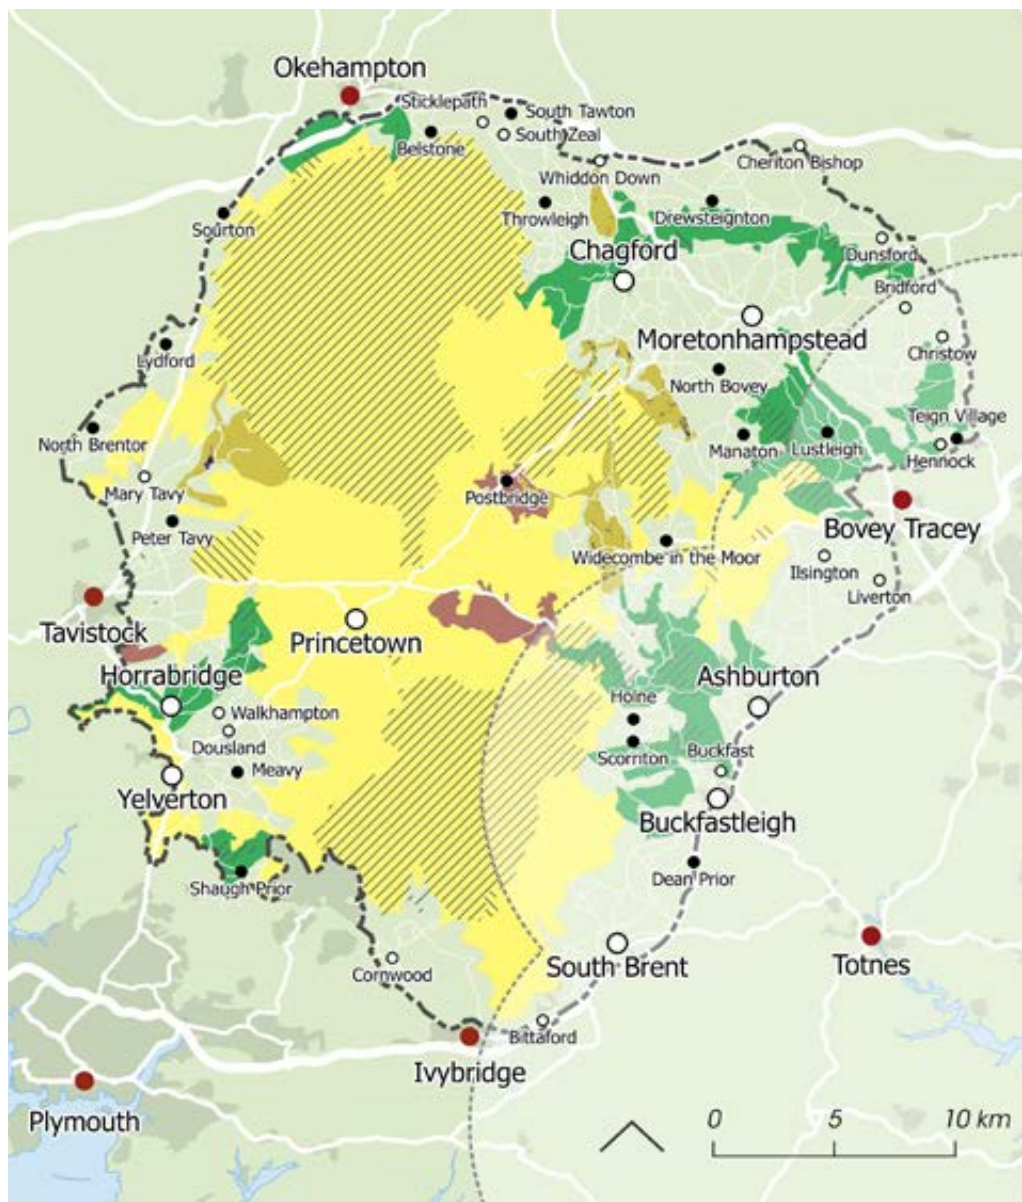 Okehampton
Sticklepath
South Tawton
South Zeal
Belstone
Cheriton Bishop
Whiddon Down
Throwleigh
Drewsteignton
Sourton
Chagford
Dunsford
Bridford
Moretonhampstead
Christow
Lydford
North Bovey
Teign Village
North Brentor
Manaton
Lustleigh
Hennock
Mary Tavy
Postbridge
Bovey Tracey
Peter Tavy
Widecombe in the Moor
Ilsington
Liverton
Tavistock
Princetown
Horrabridge
Ashburton
Holne
Walkhampton
Dousland
Scorriton
Buckfast
Meavy
Yelverton
Buckfastleigh
Shaugh Prior
Dean Prior
Cornwood
South Brent
Totnes
Bittaford
Ivybridge
Plymouth
0 5 10 km